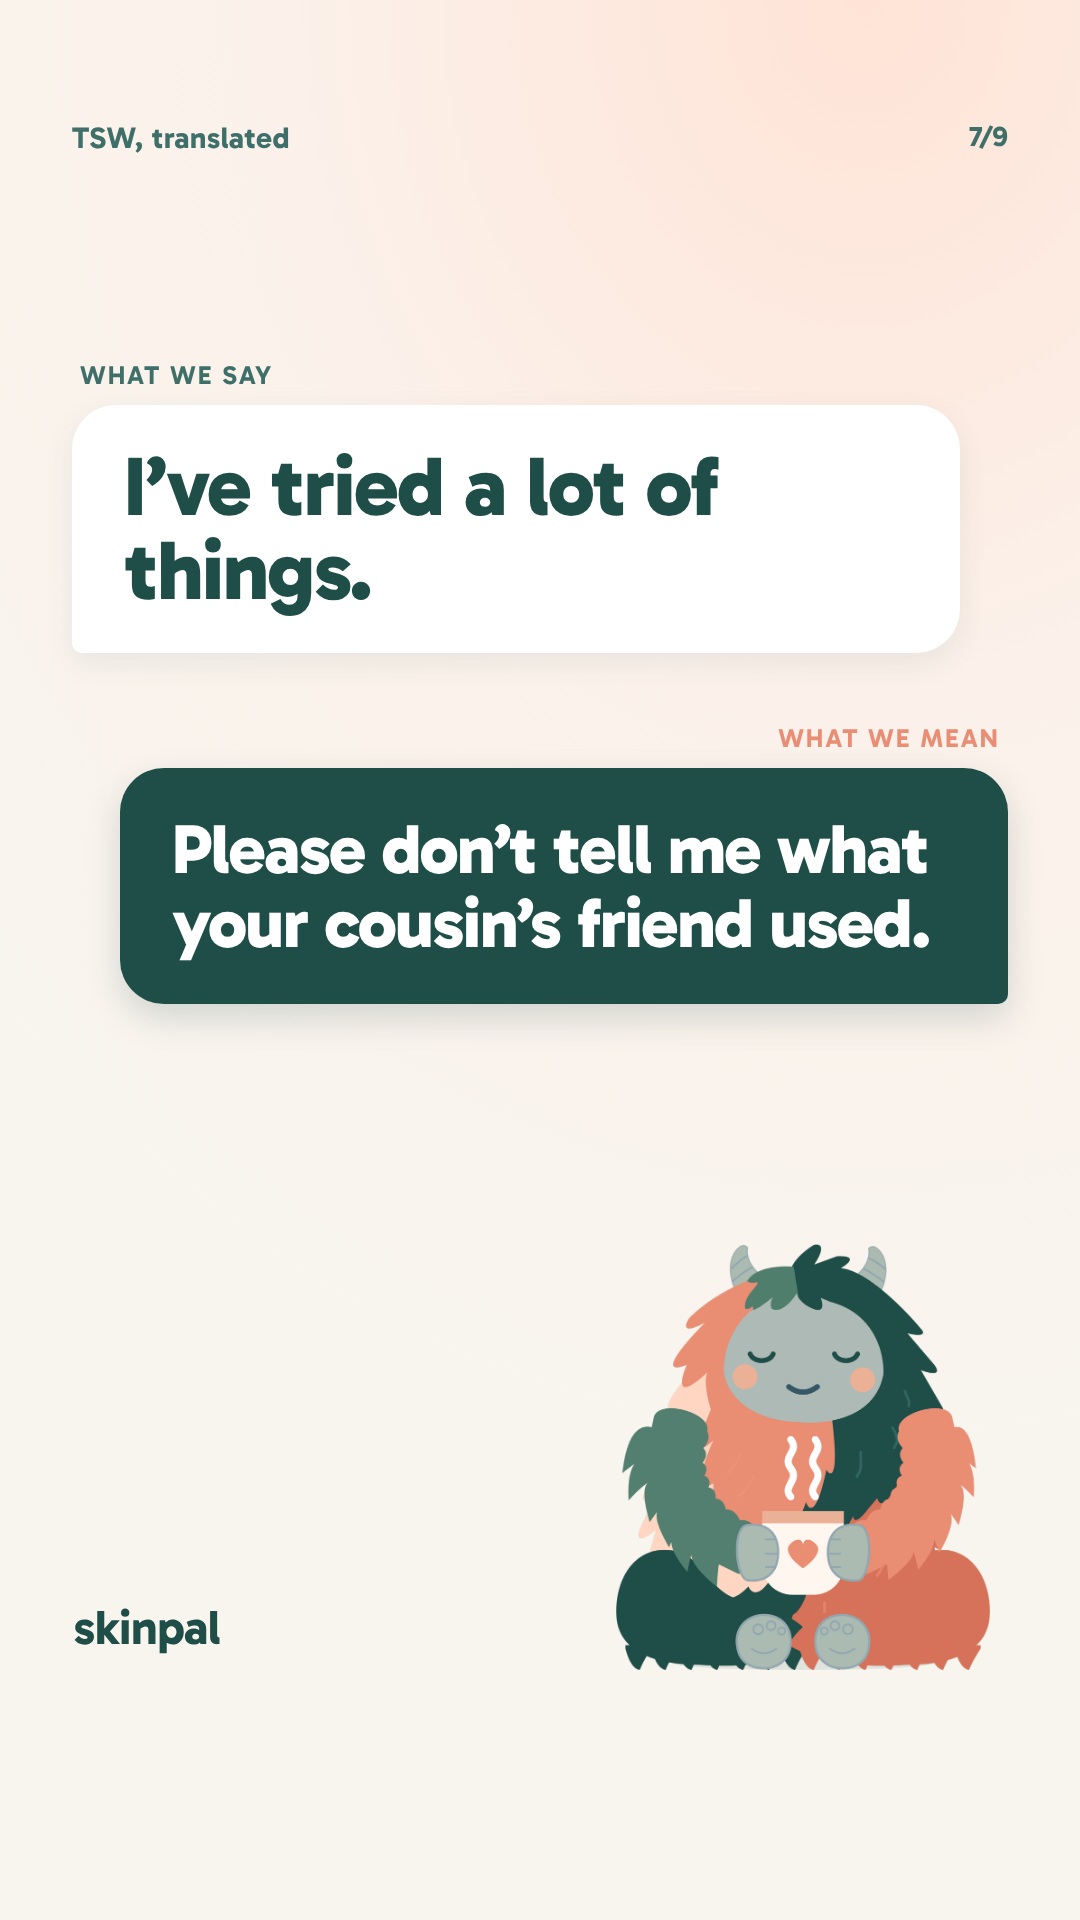 TSW, translated
7/9
WHAT WE SAY
I’ve tried a lot of
things.
WHAT WE MEAN
Please don’t tell me what
your cousin’s friend used.
skinpal